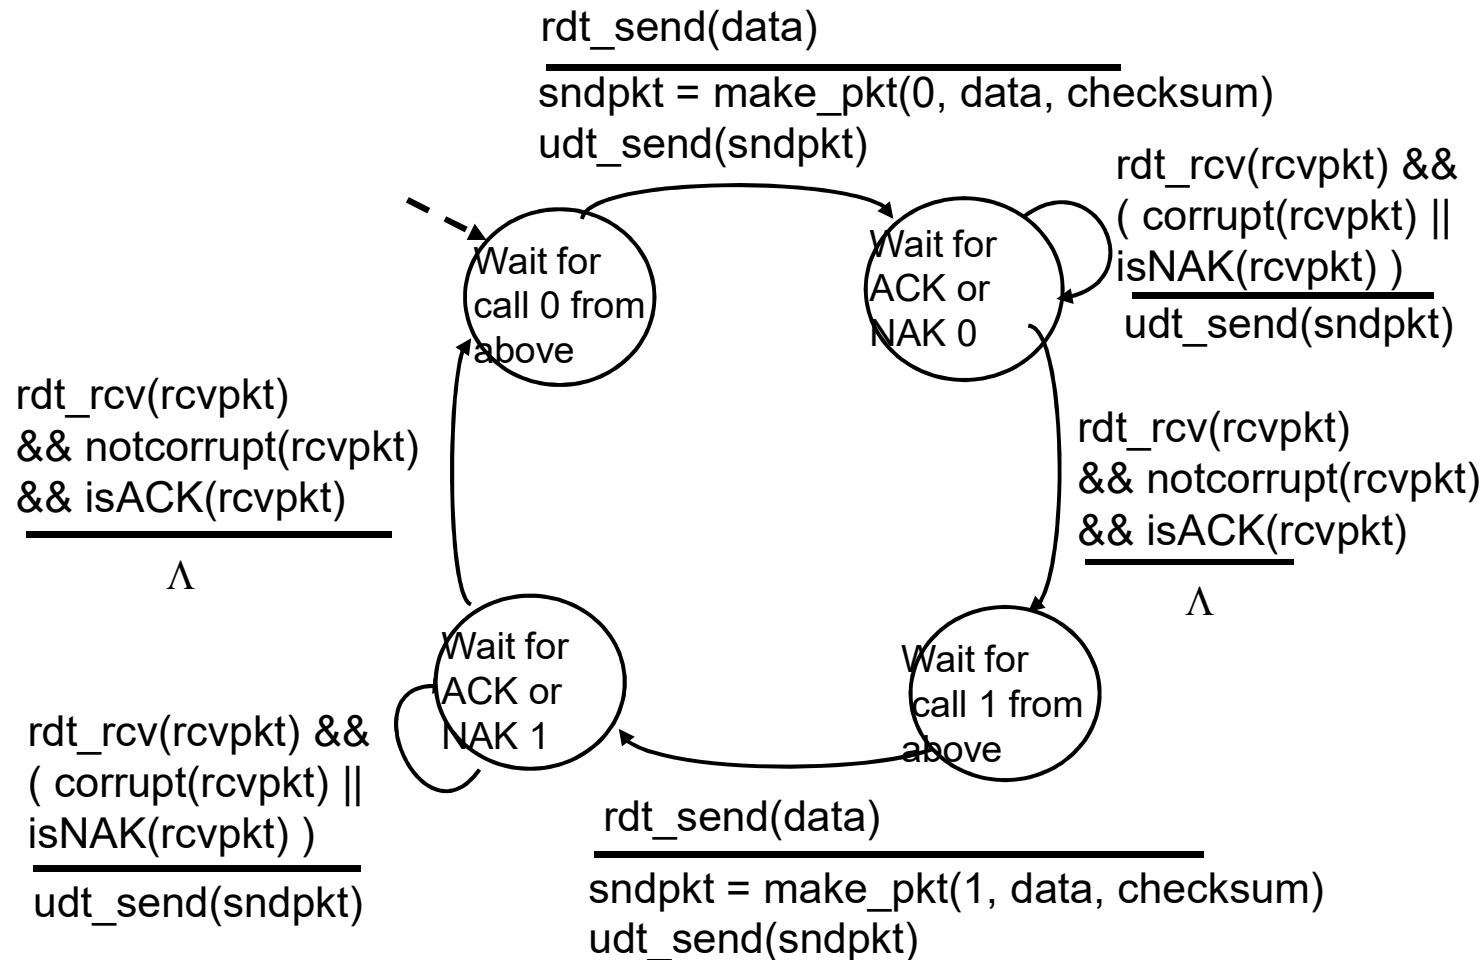 rdt_send(data)
sndpkt = make_pkt(0, data, checksum)
udt_send(sndpkt)
rdt_rcv(rcvpkt) &&
( corrupt(rcvpkt) ||
isNAK(rcvpkt) )
udt_send(sndpkt)
Wait for
call 0 from
above
Wait for
ACK or
NAK 0
rdt_rcv(rcvpkt)
&& notcorrupt(rcvpkt)
&& isACK(rcvpkt)
Λ
rdt_rcv(rcvpkt)
&& notcorrupt(rcvpkt)
&& isACK(rcvpkt)
Λ
Wait for
ACK or
NAK 1
Wait for
call 1 from
above
rdt_rcv(rcvpkt) &&
( corrupt(rcvpkt) ||
isNAK(rcvpkt) )
udt_send(sndpkt)
rdt_send(data)
sndpkt = make_pkt(1, data, checksum)
udt_send(sndpkt)